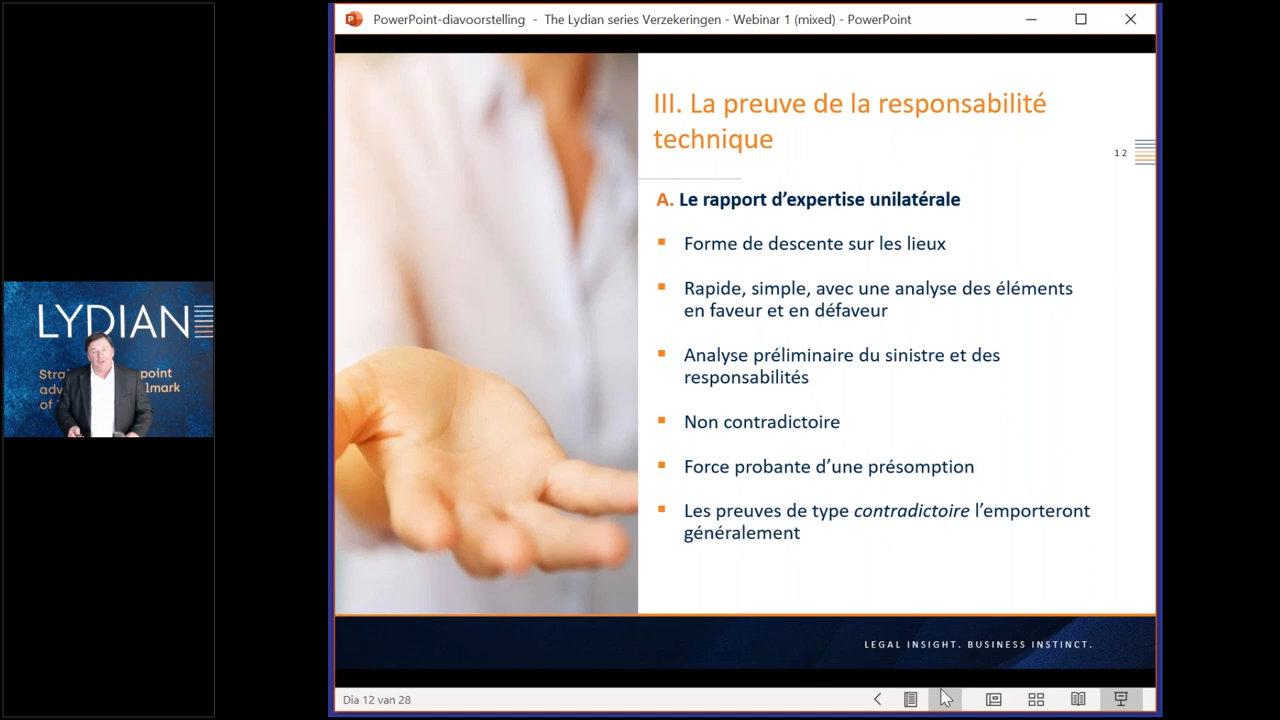 PowerPoint-diavoorstelling - The Lydian series Verzekeringen - Webinar 1 (mixed) - PowerPoint
III. La preuve de la responsabilité
technique
12
A. Le rapport d’expertise unilatérale
Forme de descente sur les lieux
Rapide, simple, avec une analyse des éléments
en faveur et en défaveur
Analyse préliminaire du sinistre et des
responsabilités
Non contradictoire
Force probante d’une présomption
Les preuves de type contradictoire l’emporteront
généralement
LEGAL INSIGHT. BUSINESS INSTINCT.
Dia 12 van 28
LYDIAN
point
of